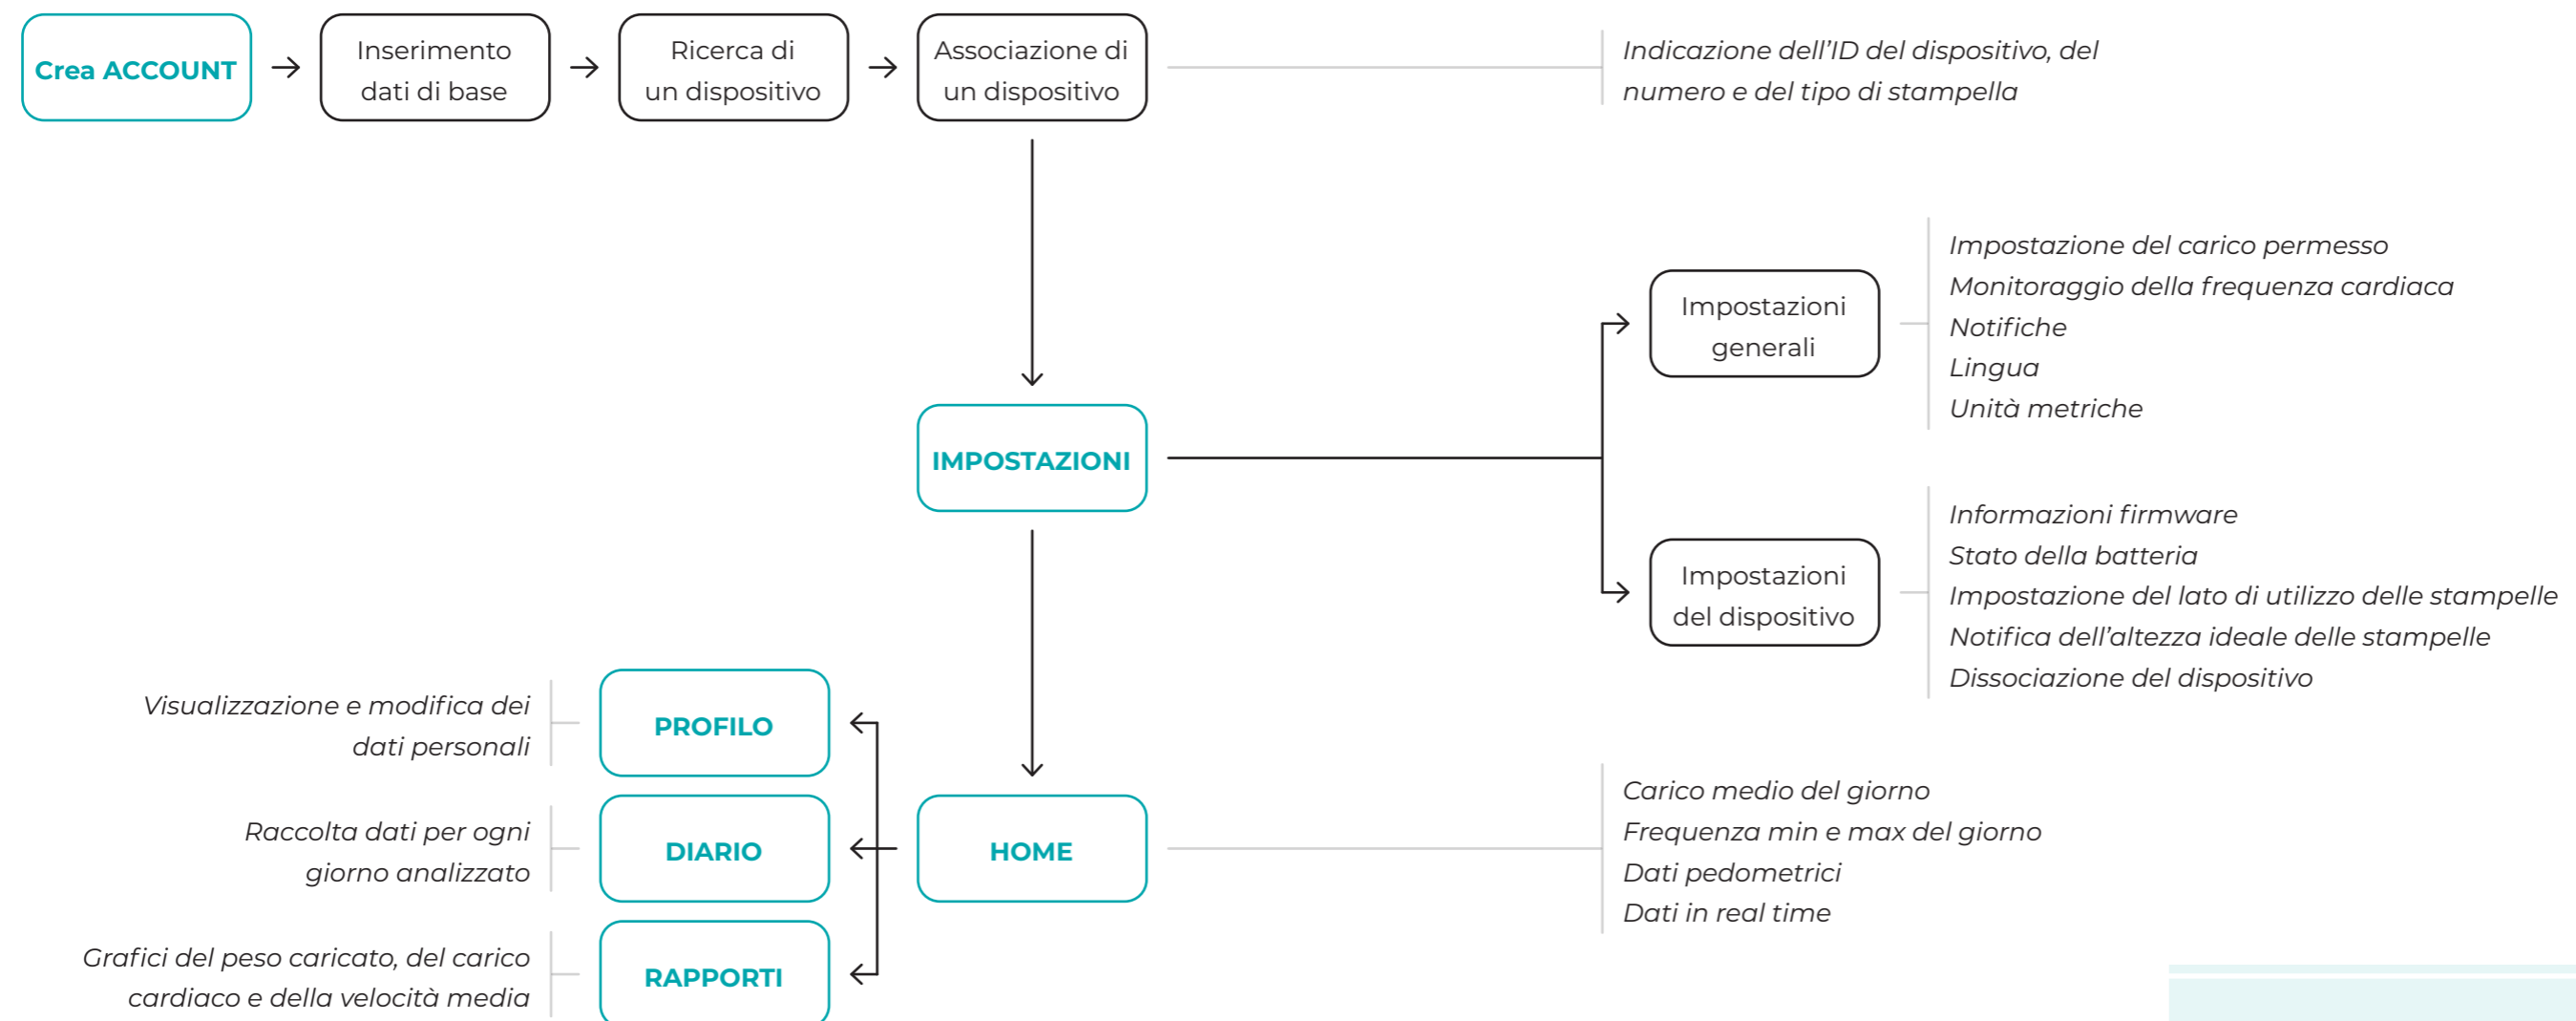 Crea ACCOUNT
Inserimento
dati di base
Ricerca di
un dispositivo
Associazione di
un dispositivo
Indicazione dell’ID del dispositivo, del
numero e del tipo di stampella
IMPOSTAZIONI
Impostazioni
generali
Impostazione del carico permesso
Monitoraggio della frequenza cardiaca
Notifiche
Lingua
Unità metriche
Impostazioni
del dispositivo
Informazioni firmware
Stato della batteria
Impostazione del lato di utilizzo delle stampelle
Notifica dell’altezza ideale delle stampelle
Dissociazione del dispositivo
Visualizzazione e modifica dei
dati personali
PROFILO
Raccolta dati per ogni
giorno analizzato
DIARIO
HOME
Carico medio del giorno
Frequenza min e max del giorno
Dati pedometrici
Dati in real time
Grafici del peso caricato, del carico
cardiaco e della velocità media
RAPPORTI